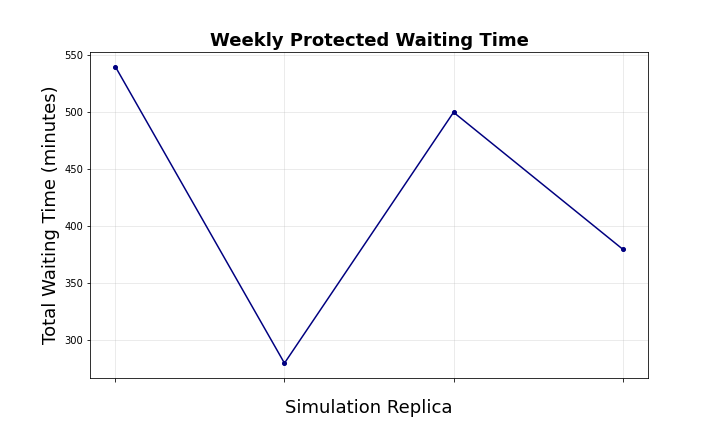 Weekly Protected Waiting Time
Total Waiting Time (minutes)
550
500
450
400
350
300
Simulation Replica